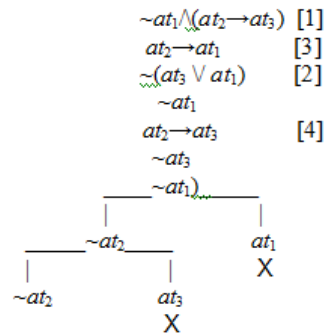 ~at₁/\(at₂→at₃) [1]
at₂→at₁ [3]
~(at₃ \/ at₁) [2]
~at₁
at₂→at₃ [4]
~at₃
~at₁)
~at₂ at₁
X
~at₂ at₃
X